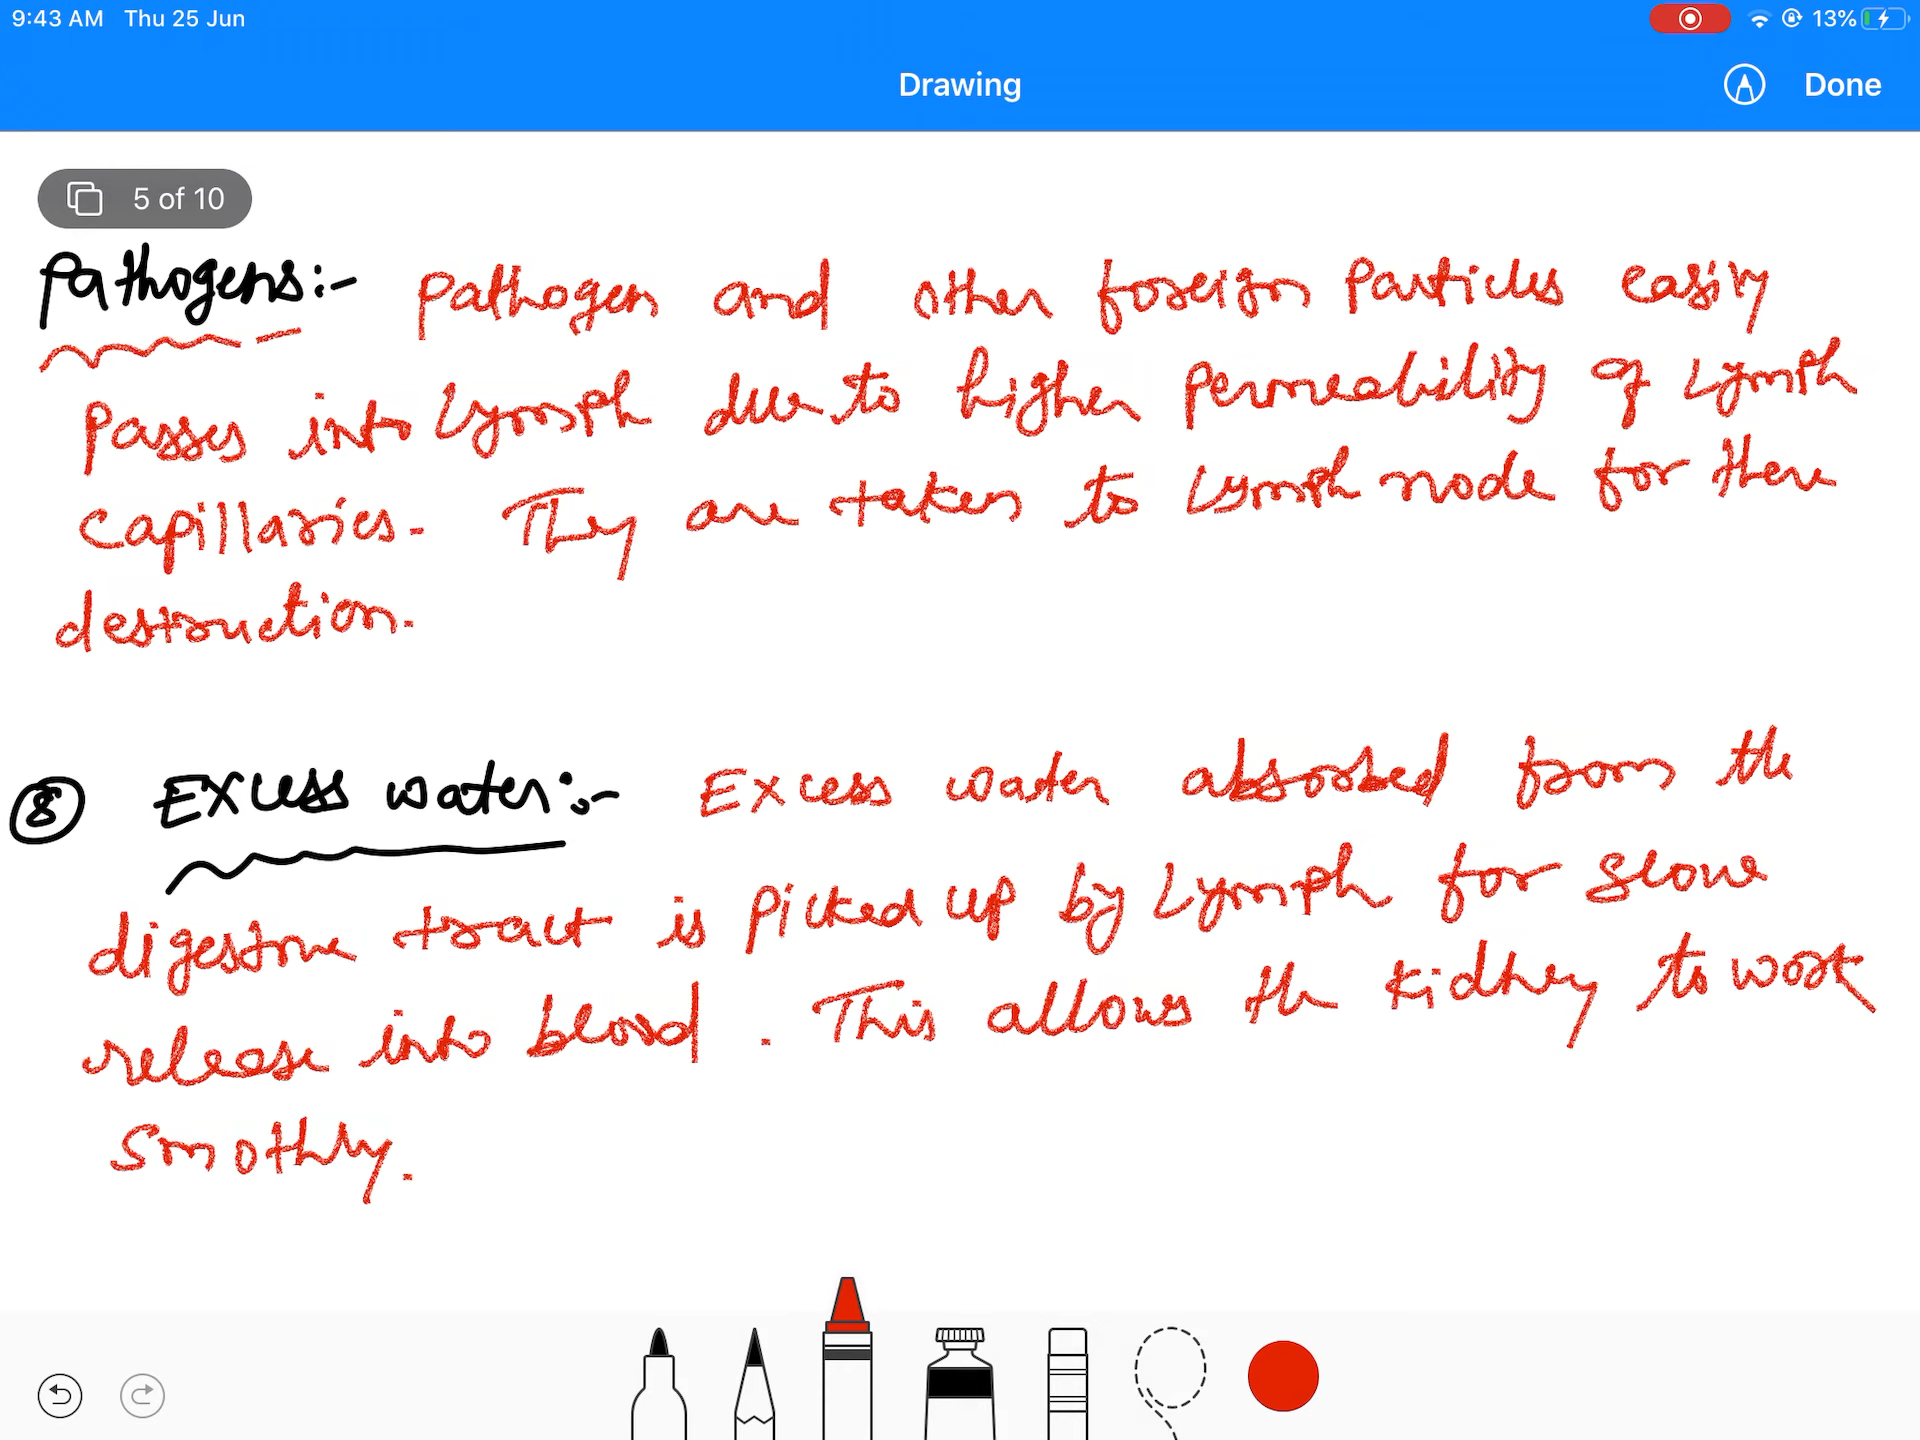 9:43 AM Thu 25 Jun 13%
Drawing Done
5 of 10
Pathogens:- Pathogen and other foreign Particles easily
Passes into Lymph due to higher Permeability of Lymph
capillaries. They are taken to Lymph node for there
destruction.
8 Excess water:- Excess water absorbed from the
digestive tract is picked up by Lymph for slowe
release into blood. This allows the kidney to work
smothly.